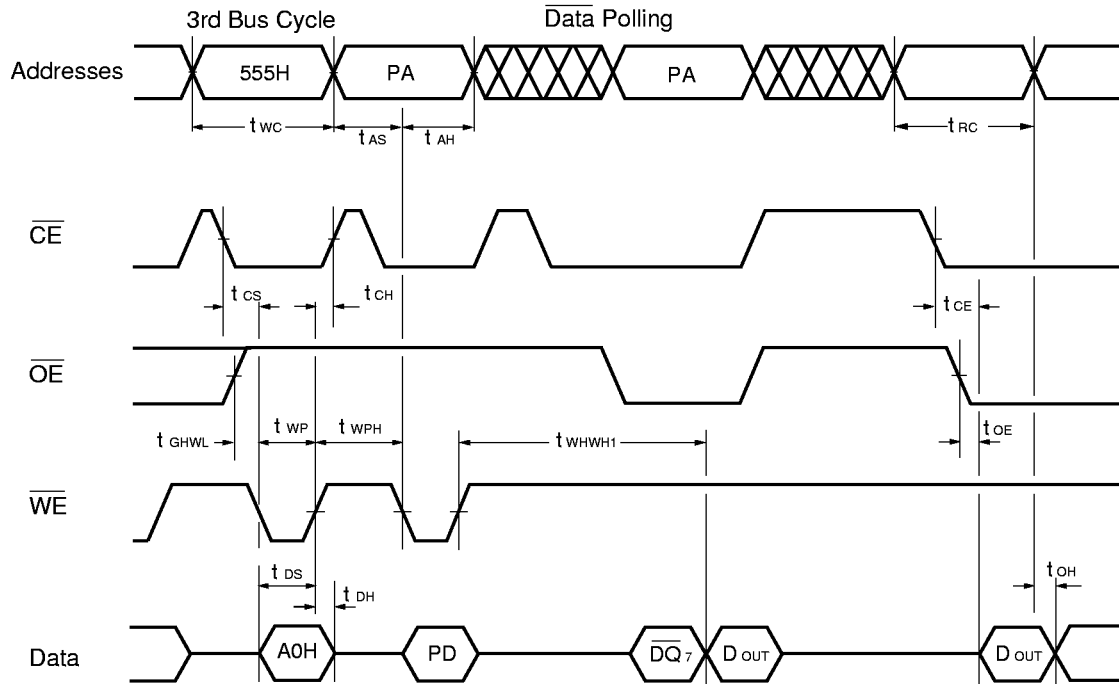 3rd Bus Cycle
Data Polling
Addresses
555H
PA
PA
t WC
t AS
t AH
t RC
CE
t CS
t CH
t CE
OE
t GHWL
t WP
t WPH
t WHWH1
t OE
WE
t DS
t DH
t OH
Data
A0H
PD
DQ 7
D OUT
D OUT